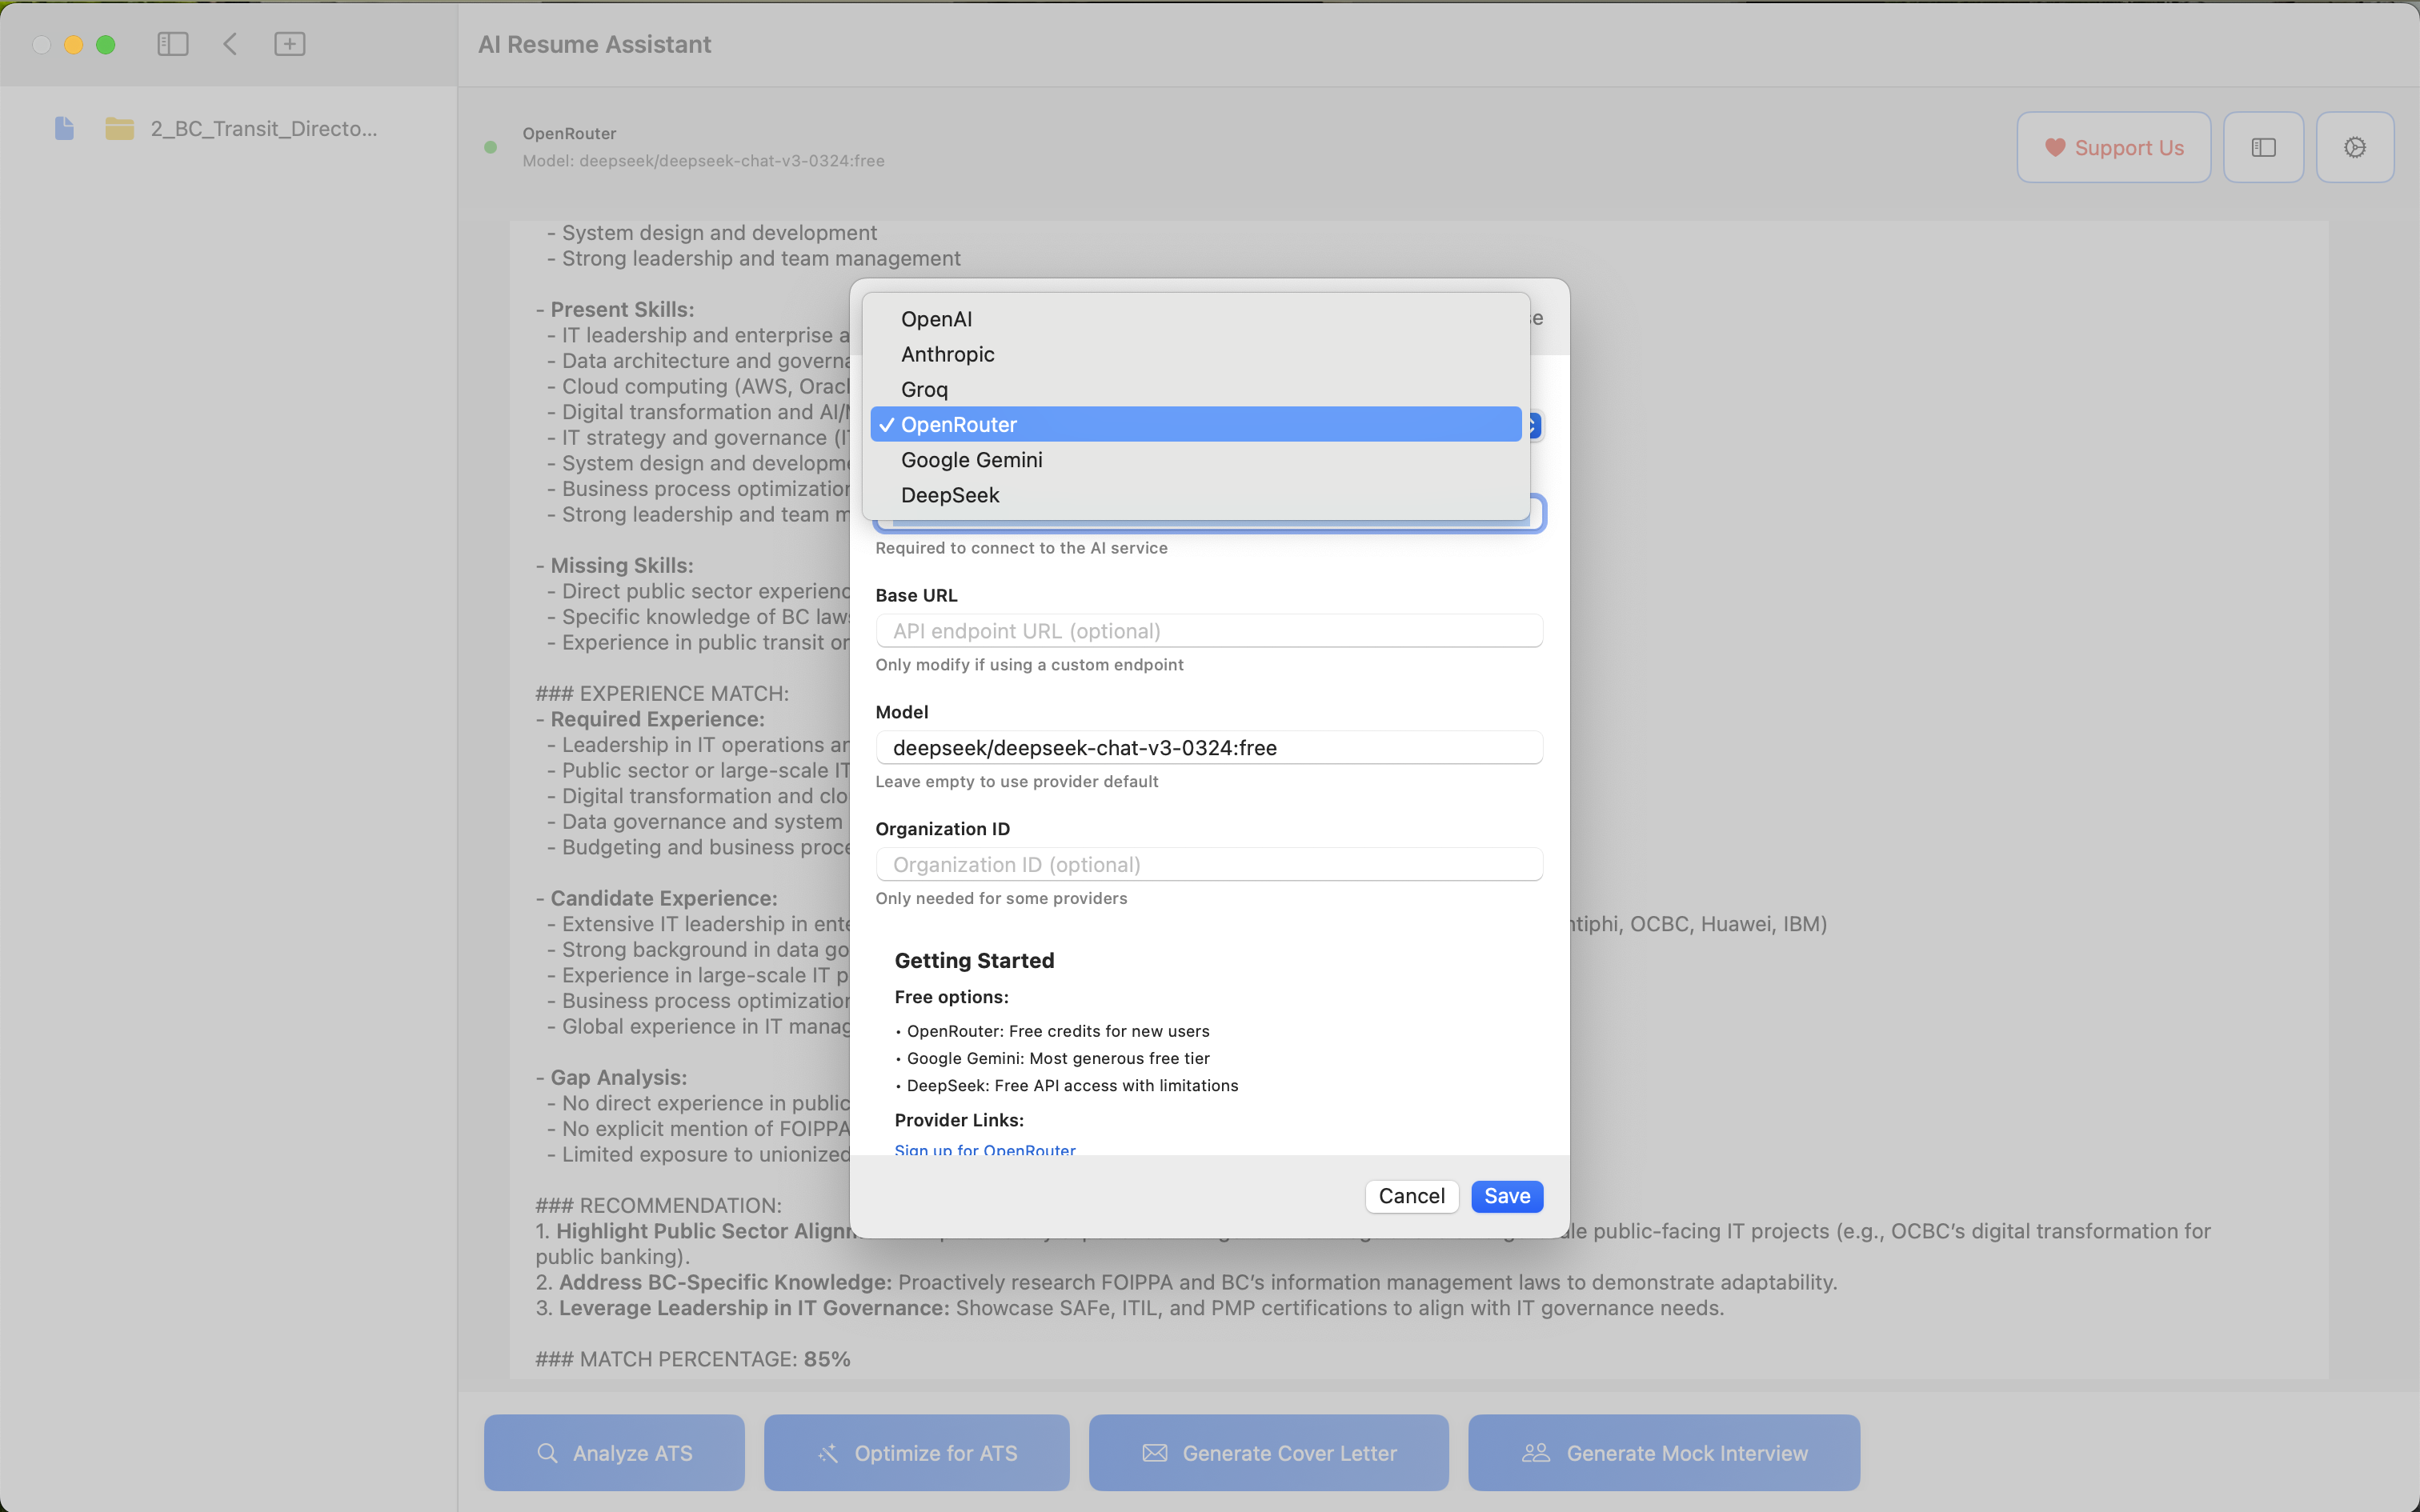 AI Resume Assistant
2_BC_Transit_Directo...
OpenRouter
Model: deepseek/deepseek-chat-v3-0324:free
Support Us
- System design and development
- Strong leadership and team management
- Present Skills:
- IT leadership and enterprise a
- Data architecture and governa
- Cloud computing (AWS, Oracl
- Digital transformation and AI/M
- IT strategy and governance (IT
- System design and developme
- Business process optimization
- Strong leadership and team m
- Missing Skills:
- Direct public sector experienc
- Specific knowledge of BC laws
- Experience in public transit or
### EXPERIENCE MATCH:
- Required Experience:
- Leadership in IT operations an
- Public sector or large-scale IT
- Digital transformation and clo
- Data governance and system
- Budgeting and business proce
- Candidate Experience:
- Extensive IT leadership in ente
ntiphi, OCBC, Huawei, IBM)
- Strong background in data go
- Experience in large-scale IT p
- Business process optimization
- Global experience in IT manag
- Gap Analysis:
- No direct experience in public
- No explicit mention of FOIPPA
- Limited exposure to unionized
### RECOMMENDATION:
1. Highlight Public Sector Alignm
le public-facing IT projects (e.g., OCBC's digital transformation for
public banking).
2. Address BC-Specific Knowledge: Proactively research FOIPPA and BC's information management laws to demonstrate adaptability.
3. Leverage Leadership in IT Governance: Showcase SAFe, ITIL, and PMP certifications to align with IT governance needs.
### MATCH PERCENTAGE: 85%
OpenAI
Anthropic
Groq
✓ OpenRouter
Google Gemini
DeepSeek
Required to connect to the AI service
Base URL
API endpoint URL (optional)
Only modify if using a custom endpoint
Model
deepseek/deepseek-chat-v3-0324:free
Leave empty to use provider default
Organization ID
Organization ID (optional)
Only needed for some providers
Getting Started
Free options:
• OpenRouter: Free credits for new users
• Google Gemini: Most generous free tier
• DeepSeek: Free API access with limitations
Provider Links:
Sign up for OpenRouter
Cancel
Save
Analyze ATS
Optimize for ATS
Generate Cover Letter
Generate Mock Interview